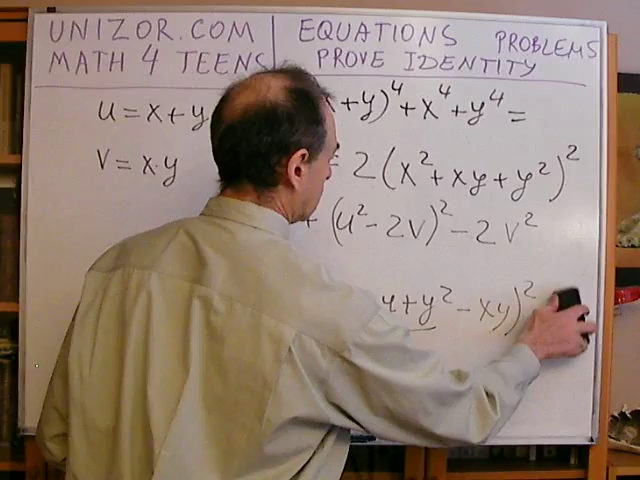 UNIZOR.COM
MATH 4 TEENS
EQUATIONS PROBLEMS
PROVE IDENTITY
u = x + y
v = x·y
x + y)⁴ + x⁴ + y⁴ =
= 2(x² + xy + y²)²
+ (u² - 2v)² - 2v²
+ y² - xy)²